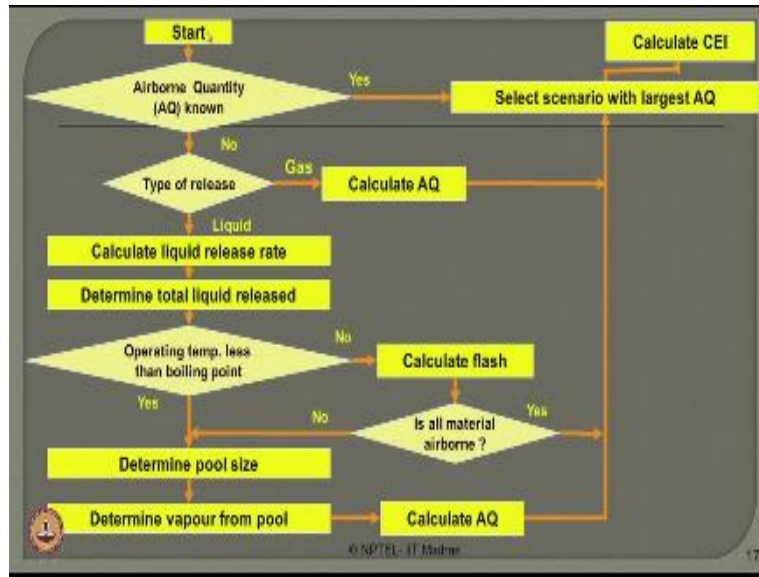 Start
Calculate CEI
Airborne Quantity
(AQ) known
Yes
Select scenario with largest AQ
No
Type of release
Gas
Calculate AQ
Liquid
Calculate liquid release rate
Determine total liquid released
Operating temp. less
than boiling point
No
Calculate flash
Yes
No
Is all material
airborne ?
Yes
Determine pool size
Determine vapour from pool
Calculate AQ
© NPTEL- IIT Madras
17